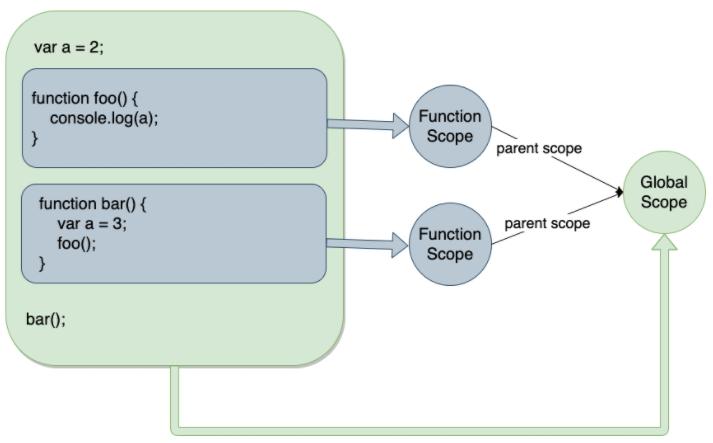 var a = 2;
function foo() {
console.log(a);
}
function bar() {
var a = 3;
foo();
}
bar();
Function
Scope
parent scope
Function
Scope
parent scope
Global
Scope